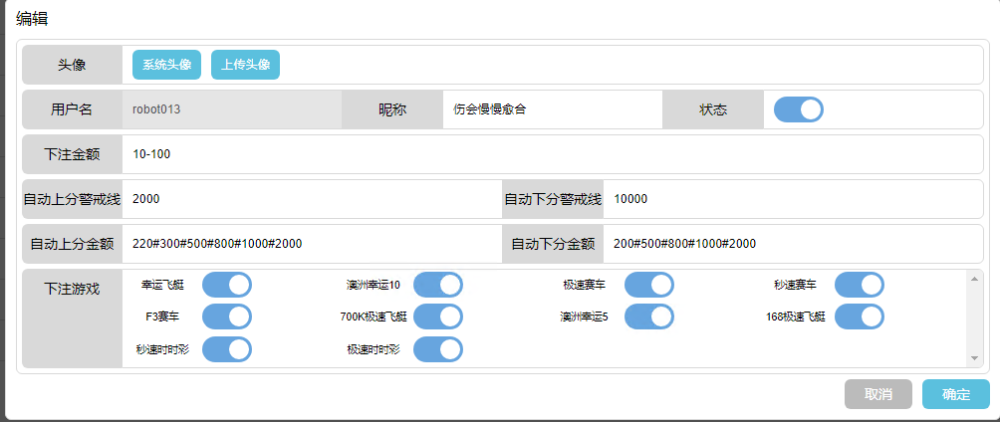 编辑
头像 系统头像 上传头像
用户名 robot013 昵称 伤会慢慢愈合 状态
下注金额 10-100
自动上分警戒线 2000 自动下分警戒线 10000
自动上分金额 220#300#500#800#1000#2000 自动下分金额 200#500#800#1000#2000
下注游戏 幸运飞艇 澳洲幸运10 极速赛车 秒速赛车
F3赛车 700K极速飞艇 澳洲幸运5 168极速飞艇
秒速时时彩 极速时时彩
取消 确定